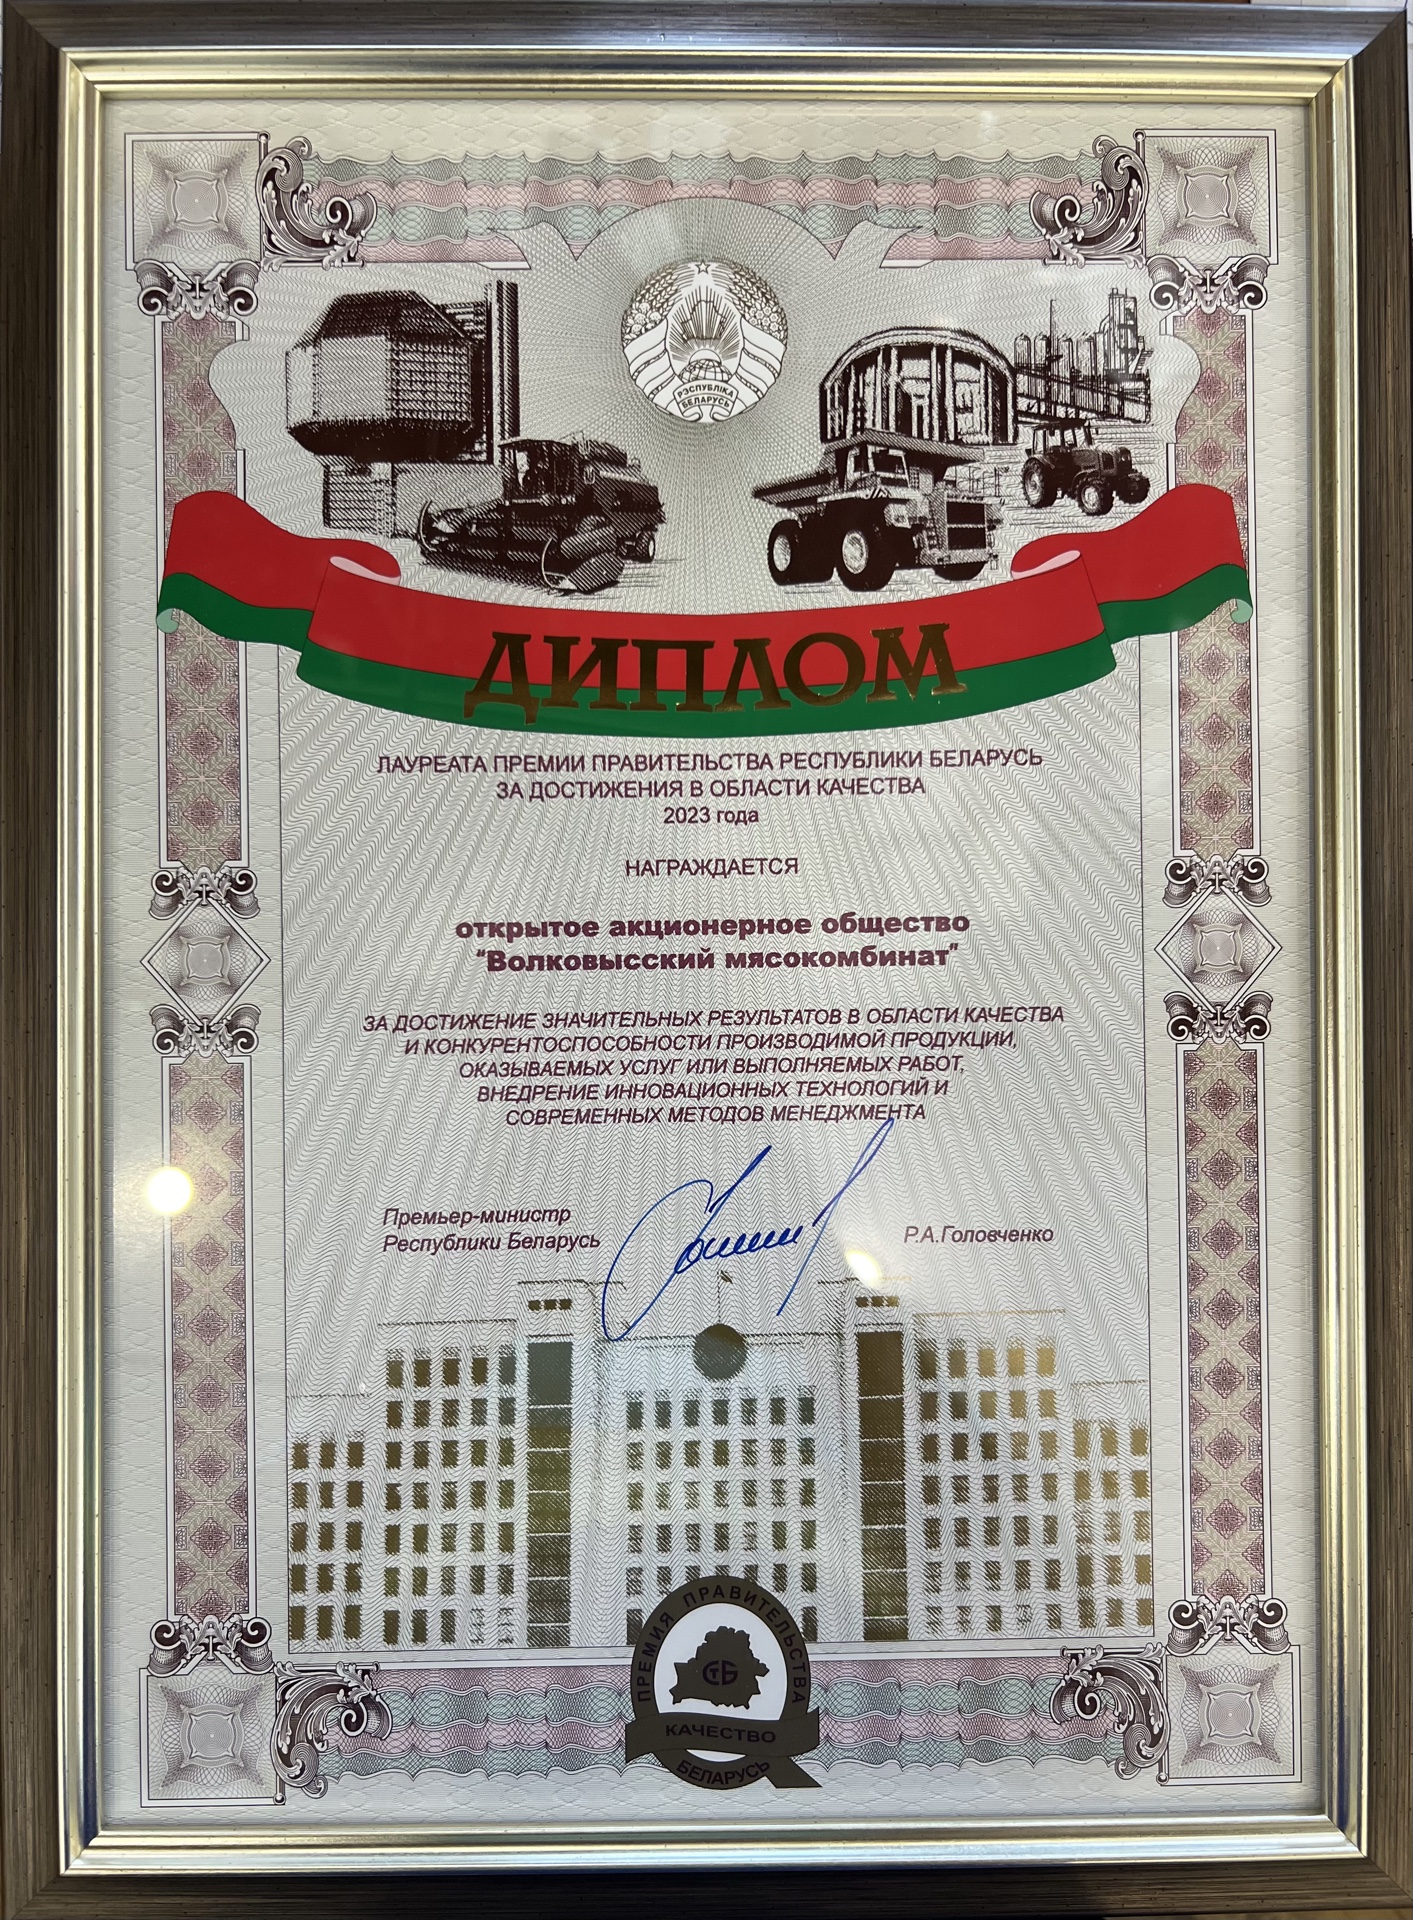 РЭСПУБЛІКА
БЕЛАРУСЬ
ДИПЛОМ
ЛАУРЕАТА ПРЕМИИ ПРАВИТЕЛЬСТВА РЕСПУБЛИКИ БЕЛАРУСЬ
ЗА ДОСТИЖЕНИЯ В ОБЛАСТИ КАЧЕСТВА
2023 года
НАГРАЖДАЕТСЯ
открытое акционерное общество
"Волковысский мясокомбинат"
ЗА ДОСТИЖЕНИЕ ЗНАЧИТЕЛЬНЫХ РЕЗУЛЬТАТОВ В ОБЛАСТИ КАЧЕСТВА
И КОНКУРЕНТОСПОСОБНОСТИ ПРОИЗВОДИМОЙ ПРОДУКЦИИ,
ОКАЗЫВАЕМЫХ УСЛУГ ИЛИ ВЫПОЛНЯЕМЫХ РАБОТ,
ВНЕДРЕНИЕ ИННОВАЦИОННЫХ ТЕХНОЛОГИЙ И
СОВРЕМЕННЫХ МЕТОДОВ МЕНЕДЖМЕНТА
Премьер-министр
Республики Беларусь
Р.А.Головченко
ПРЕМИЯ ПРАВИТЕЛЬСТВА
СТБ
КАЧЕСТВО
БЕЛАРУСЬ